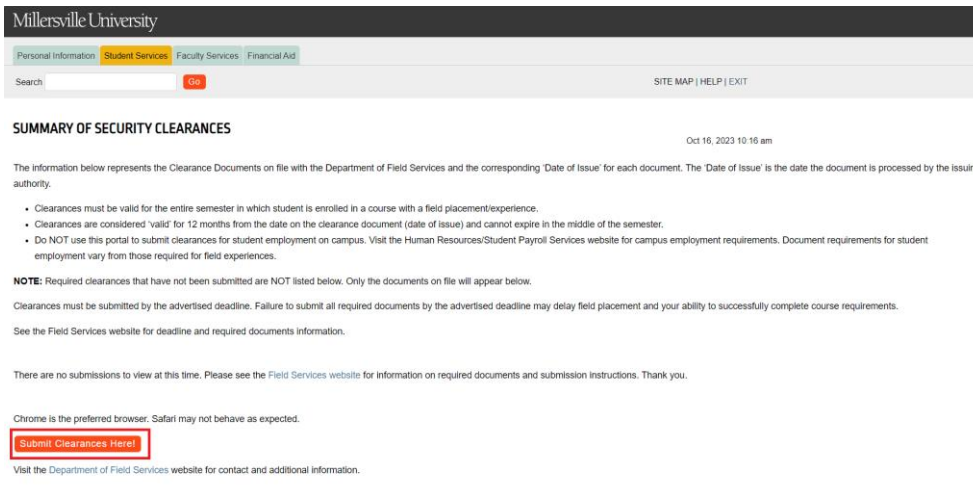 Millersville University
Personal Information Student Services Faculty Services Financial Aid
Search Go SITE MAP | HELP | EXIT
SUMMARY OF SECURITY CLEARANCES
Oct 16, 2023 10:16 am
The information below represents the Clearance Documents on file with the Department of Field Services and the corresponding 'Date of Issue' for each document. The 'Date of Issue' is the date the document is processed by the issuin
authority.
• Clearances must be valid for the entire semester in which student is enrolled in a course with a field placement/experience.
• Clearances are considered 'valid' for 12 months from the date on the clearance document (date of issue) and cannot expire in the middle of the semester.
• Do NOT use this portal to submit clearances for student employment on campus. Visit the Human Resources/Student Payroll Services website for campus employment requirements. Document requirements for student
employment vary from those required for field experiences.
NOTE: Required clearances that have not been submitted are NOT listed below. Only the documents on file will appear below.
Clearances must be submitted by the advertised deadline. Failure to submit all required documents by the advertised deadline may delay field placement and your ability to successfully complete course requirements.
See the Field Services website for deadline and required documents information.
There are no submissions to view at this time. Please see the Field Services website for information on required documents and submission instructions. Thank you.
Chrome is the preferred browser. Safari may not behave as expected.
Submit Clearances Here!
Visit the Department of Field Services website for contact and additional information.